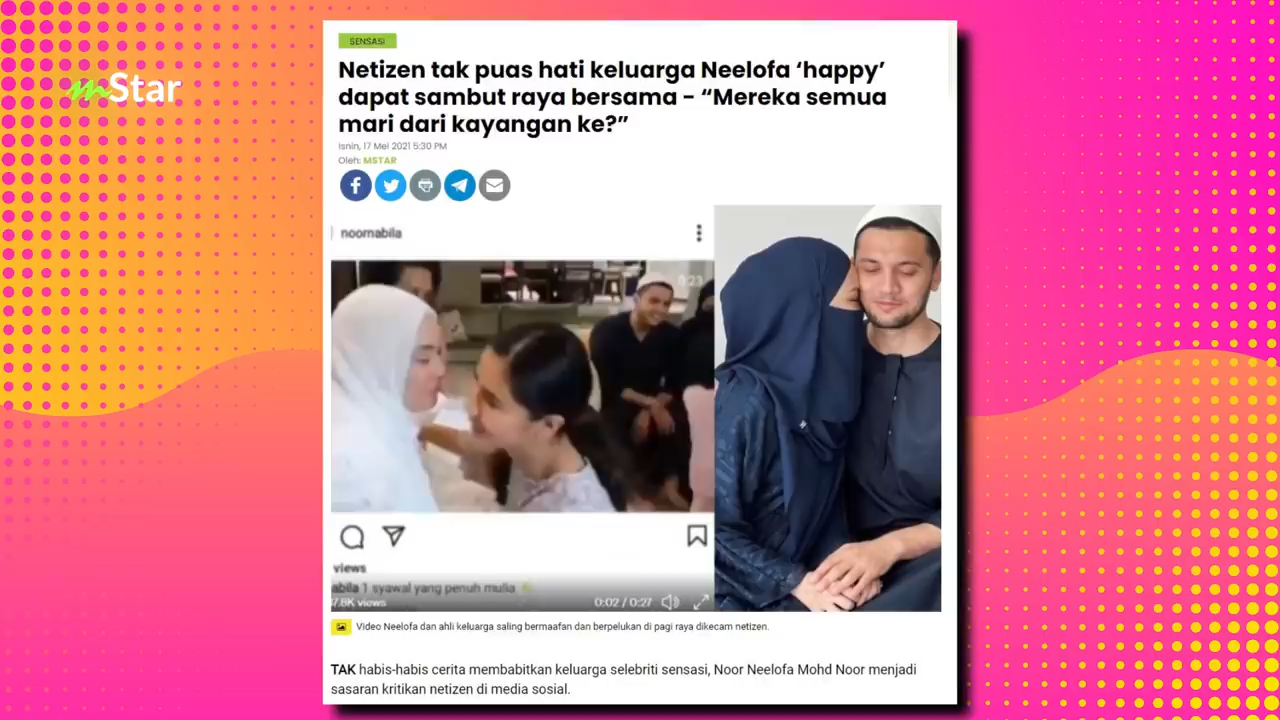 mStar
SENSASI
Netizen tak puas hati keluarga Neelofa ‘happy’
dapat sambut raya bersama - “Mereka semua
mari dari kayangan ke?”
Isnin, 17 Mei 2021 5:30 PM
Oleh: MSTAR
noornabila
0:23
views
abila 1 syawal yang penuh mulia
7.8K views
0:02 / 0:27
Video Neelofa dan ahli keluarga saling bermaafan dan berpelukan di pagi raya dikecam netizen.
TAK habis-habis cerita membabitkan keluarga selebriti sensasi, Noor Neelofa Mohd Noor menjadi
sasaran kritikan netizen di media sosial.